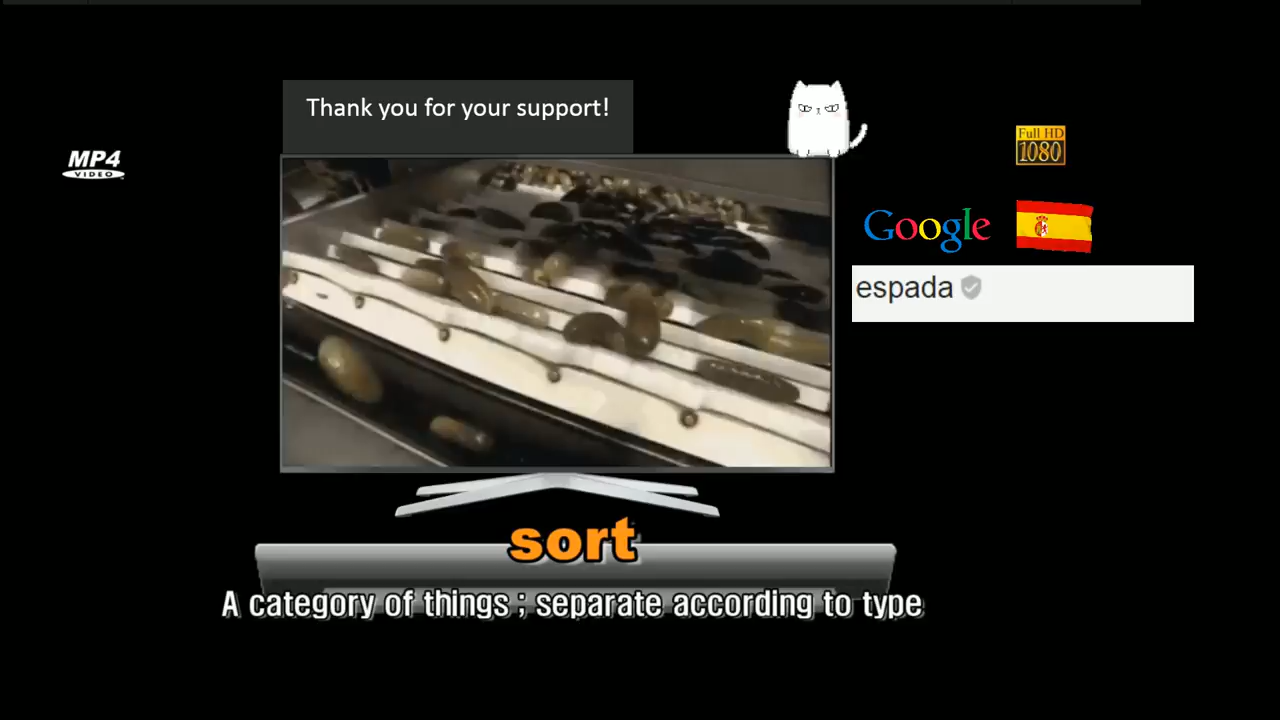 Thank you for your support!
MP4
VIDEO
Full HD
1080
Google
espada
sort
A category of things ; separate according to type